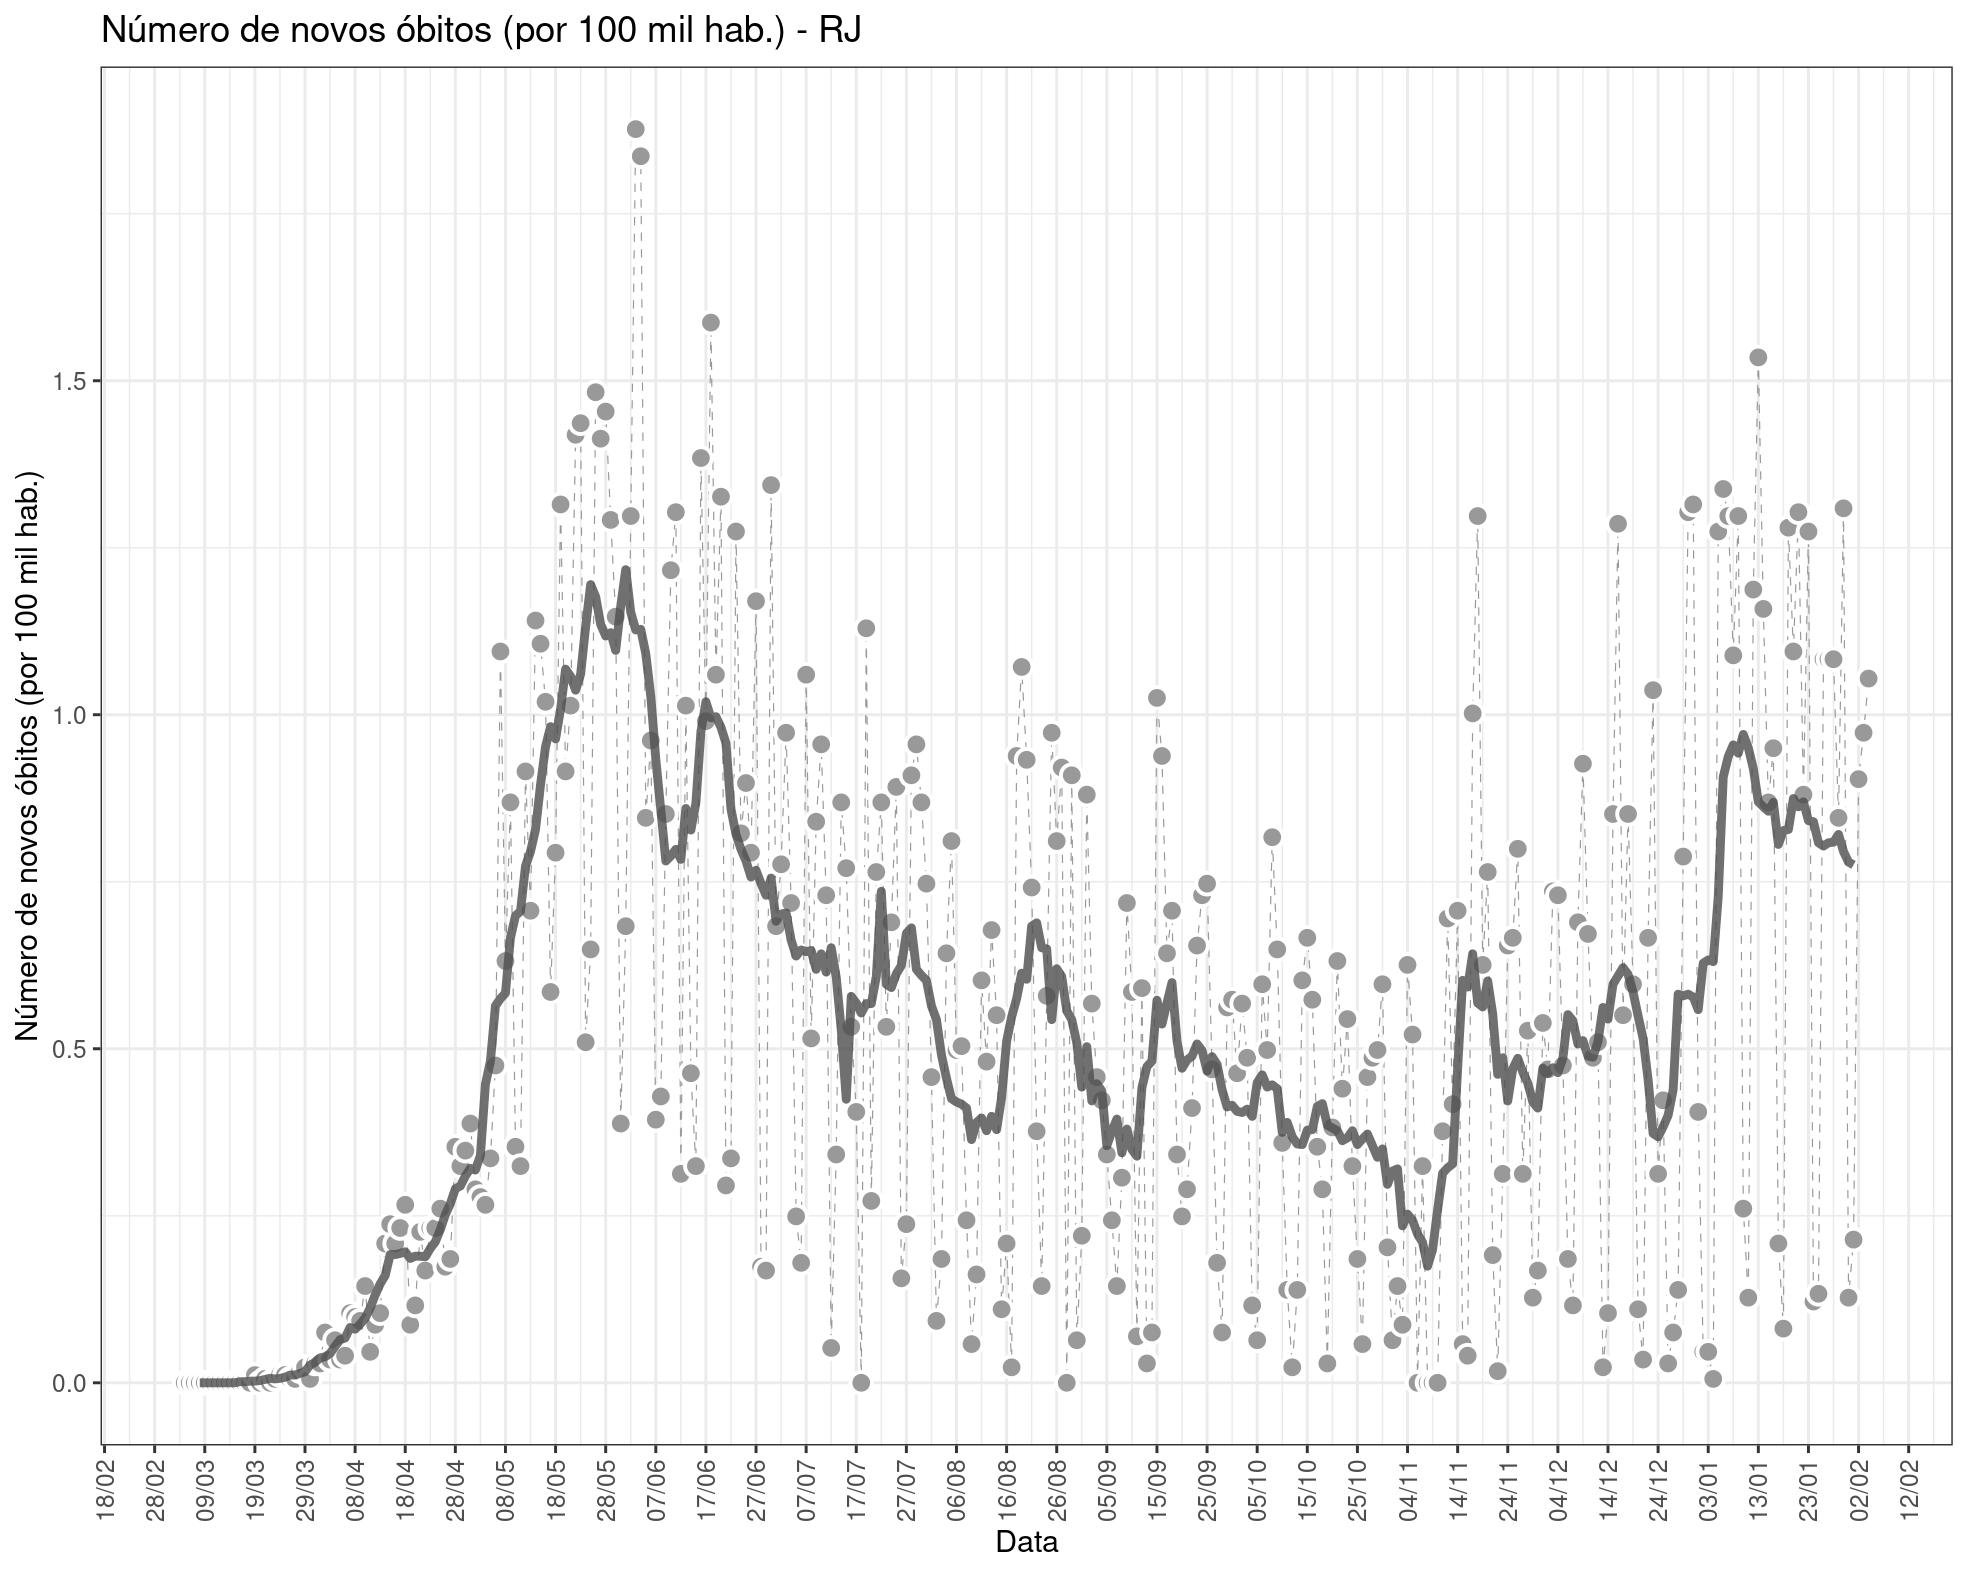 Número de novos óbitos (por 100 mil hab.) - RJ
Número de novos óbitos (por 100 mil hab.)
1.5
1.0
0.5
0.0
18/02 28/02 09/03 19/03 29/03 08/04 18/04 28/04 08/05 18/05 28/05 07/06 17/06 27/06 07/07 17/07 27/07 06/08 16/08 26/08 05/09 15/09 25/09 05/10 15/10 25/10 04/11 14/11 24/11 04/12 14/12 24/12 03/01 13/01 23/01 02/02 12/02
Data